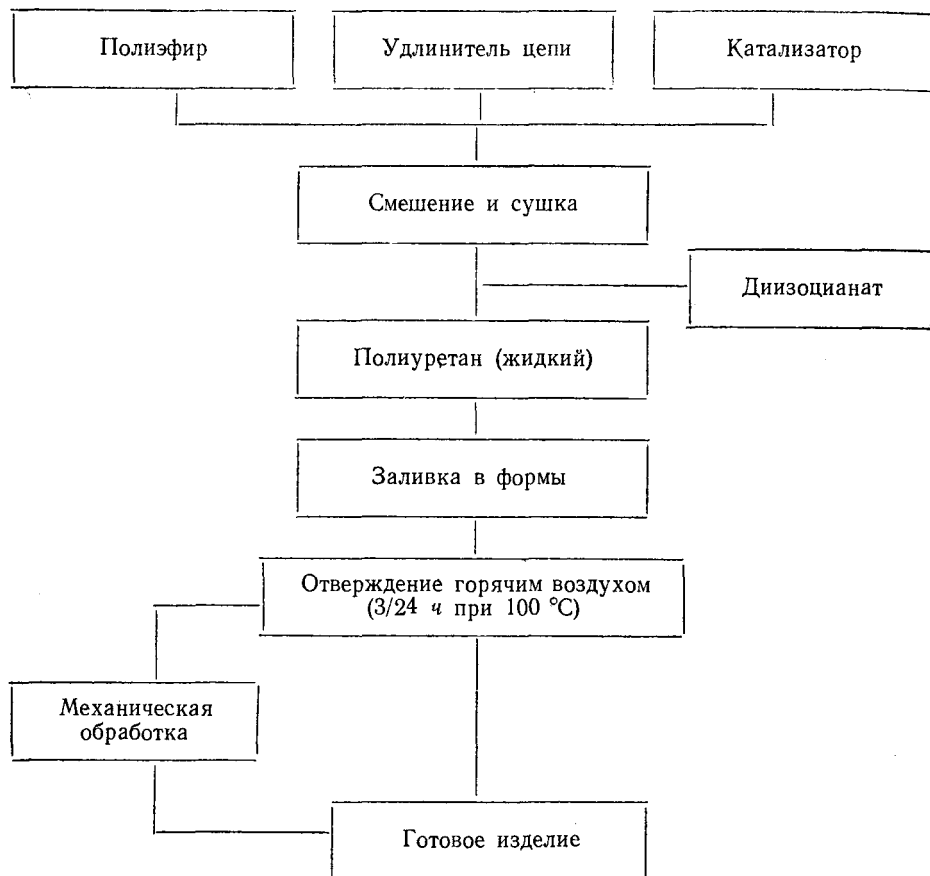 Полиэфир
Удлинитель цепи
Катализатор
Смешение и сушка
Диизоцианат
Полиуретан (жидкий)
Заливка в формы
Отверждение горячим воздухом
(3/24 ч при 100 °С)
Механическая
обработка
Готовое изделие